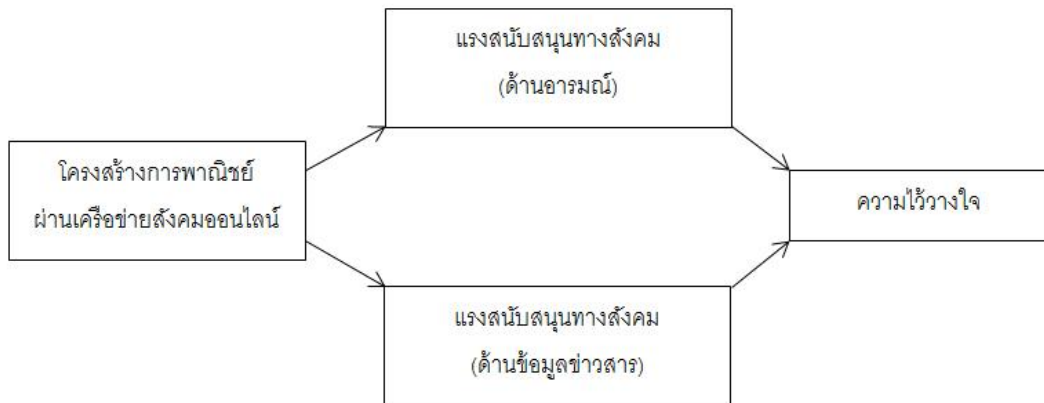 แรงสนับสนุนทางสังคม
(ด้านอารมณ์)
โครงสร้างการพาณิชย์
ผ่านเครือข่ายสังคมออนไลน์
ความไว้วางใจ
แรงสนับสนุนทางสังคม
(ด้านข้อมูลข่าวสาร)